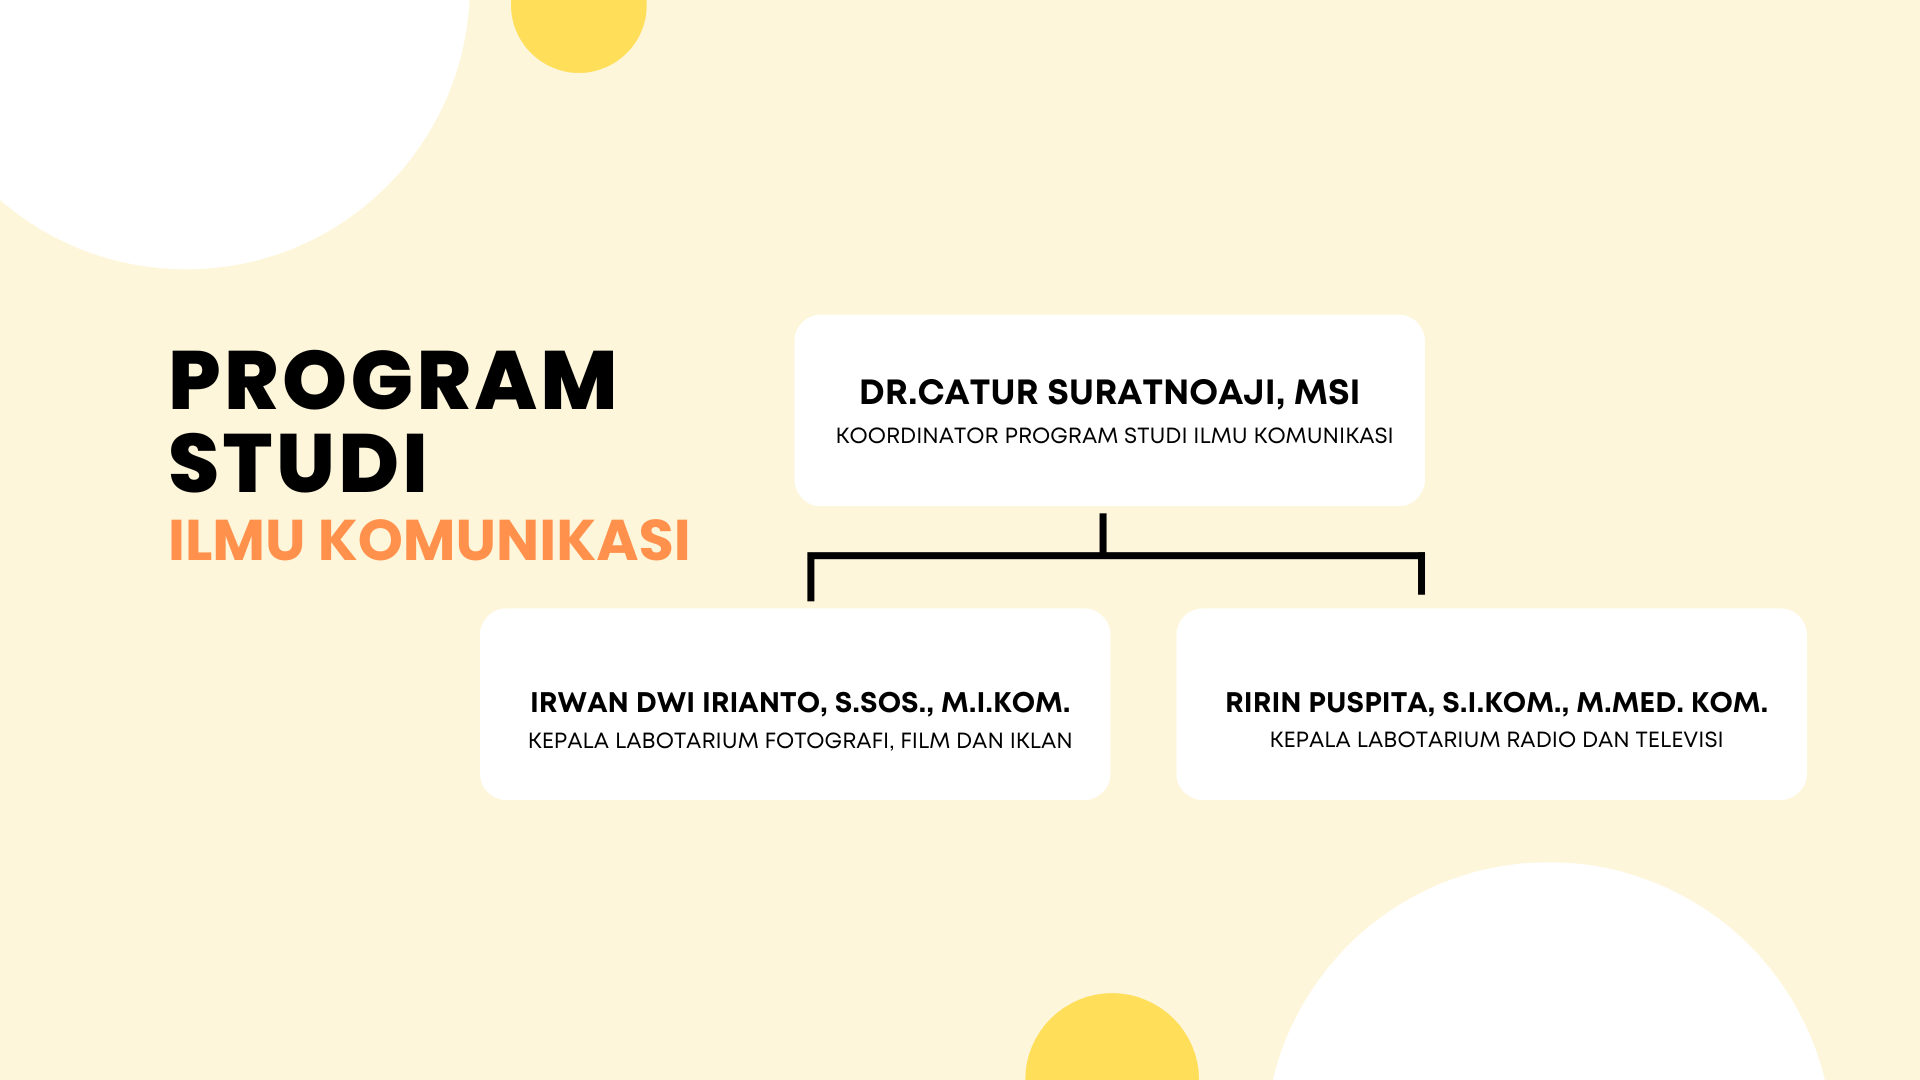 PROGRAM
STUDI
ILMU KOMUNIKASI
DR.CATUR SURATNOAJI, MSI
KOORDINATOR PROGRAM STUDI ILMU KOMUNIKASI
IRWAN DWI IRIANTO, S.SOS., M.I.KOM.
KEPALA LABOTARIUM FOTOGRAFI, FILM DAN IKLAN
RIRIN PUSPITA, S.I.KOM., M.MED. KOM.
KEPALA LABOTARIUM RADIO DAN TELEVISI